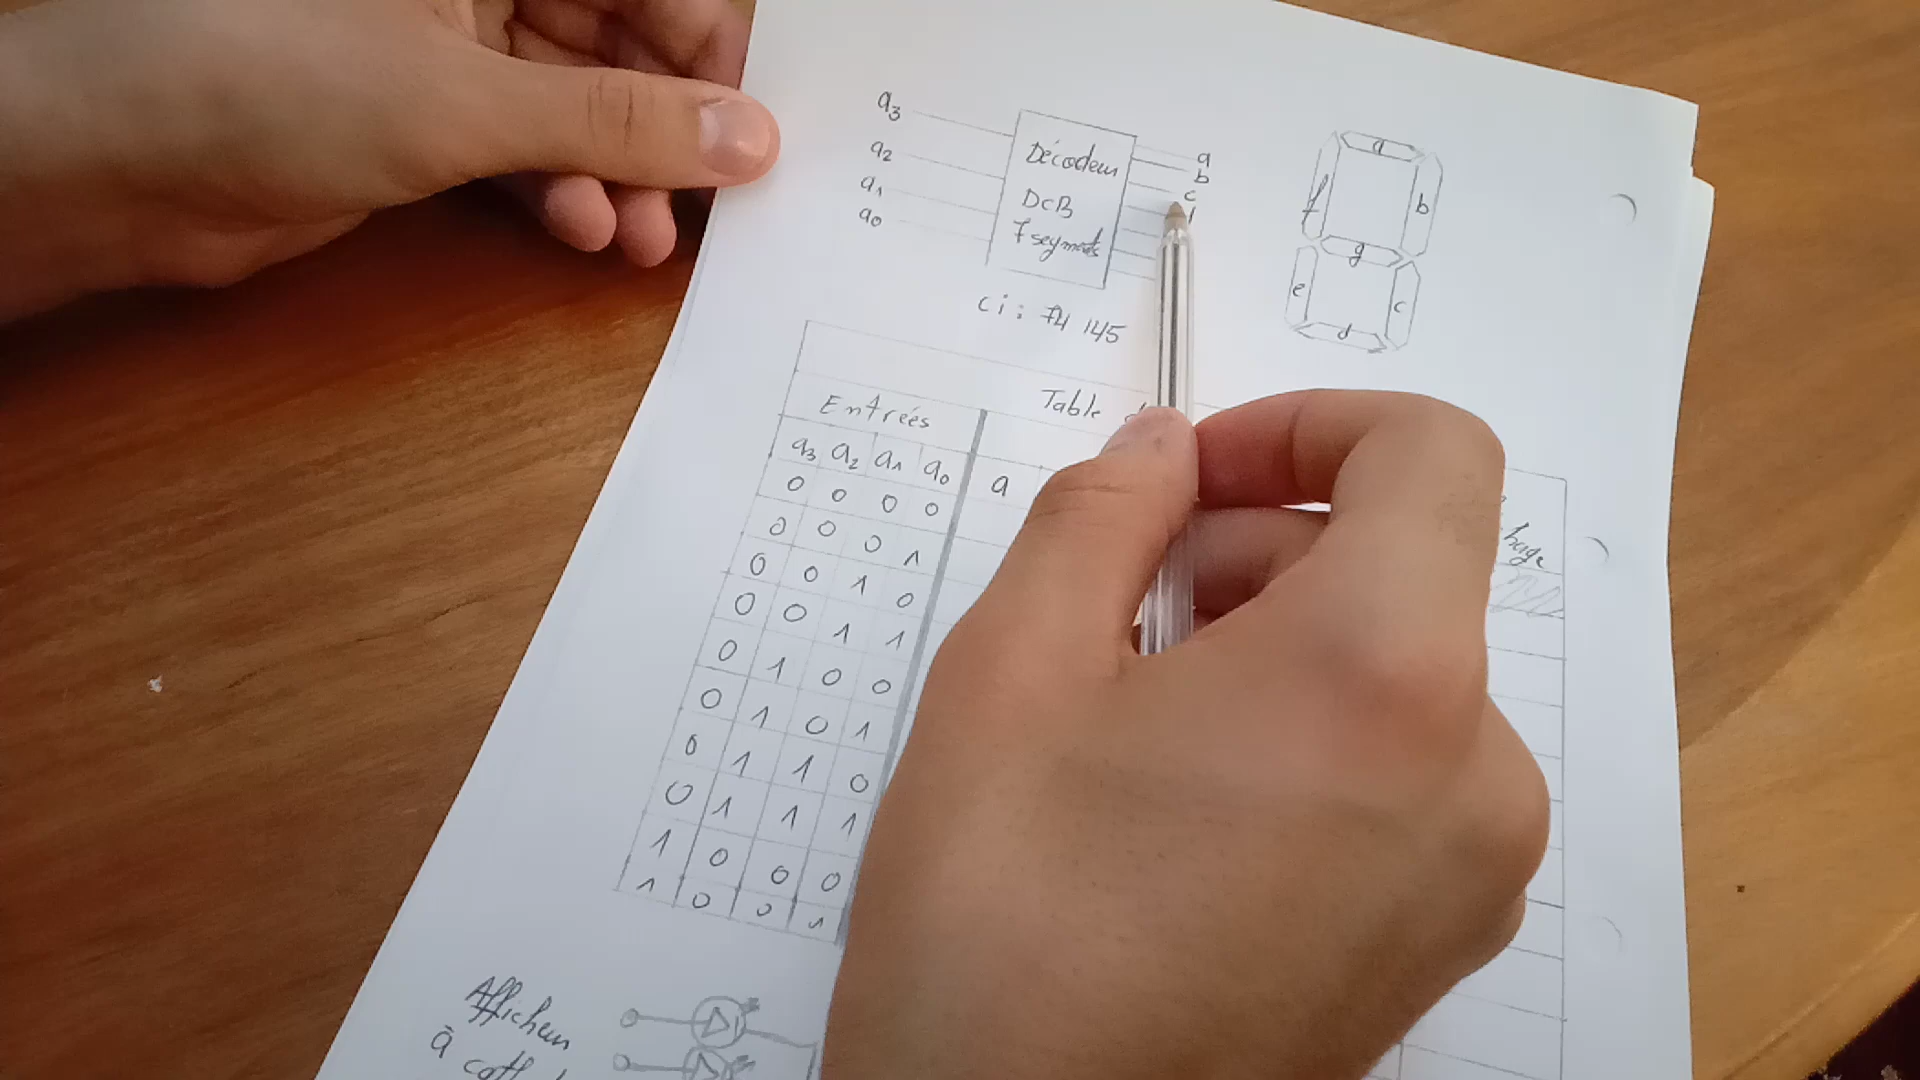 a3
a2
a1
a0
Décodeur
DCB
7 segments
a
b
c
ci : 74 145
a
f
b
g
e
c
d
Table
Entrées
a3 a2 a1 a0
a
0 0 0 0
0 0 0 1
0 0 1 0
0 0 1 1
0 1 0 0
0 1 0 1
0 1 1 0
0 1 1 1
1 0 0 0
1 0 0 1
hage
Afficheur
à